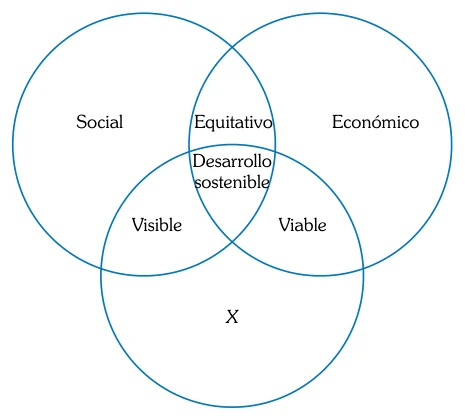 Social
Equitativo
Económico
Desarrollo
sostenible
Visible
Viable
X